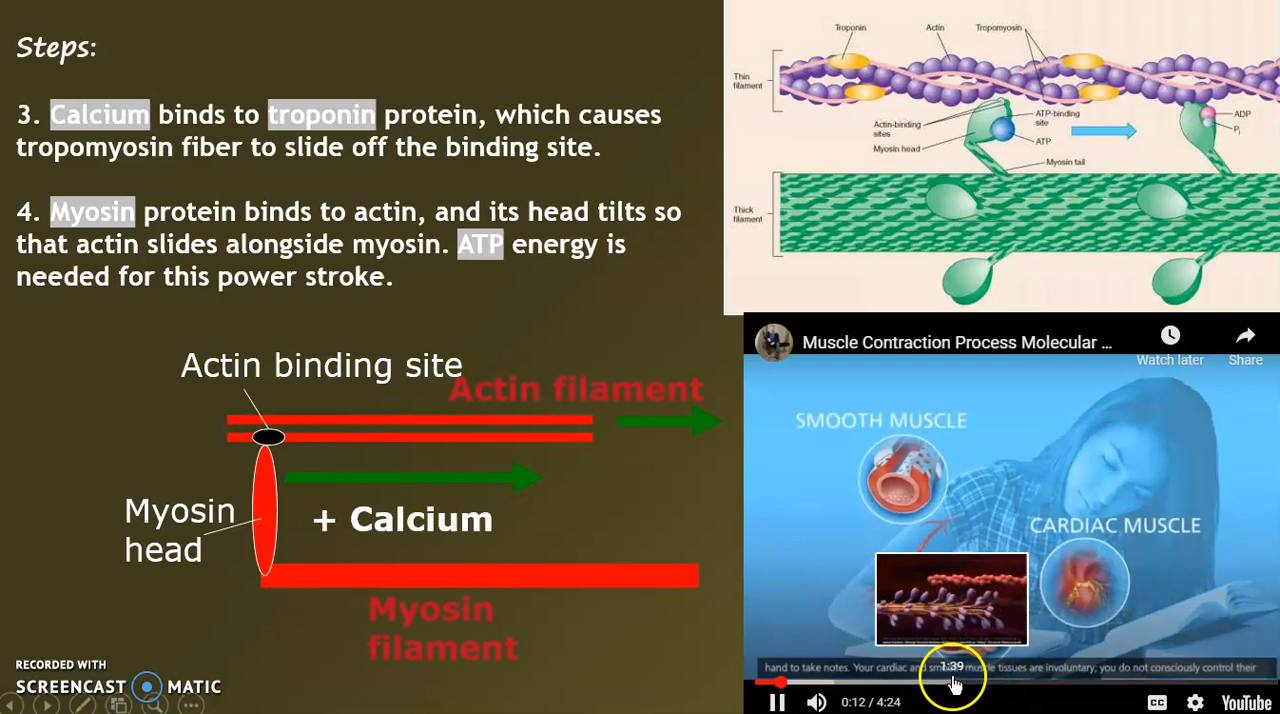 Steps:
3. Calcium binds to troponin protein, which causes
tropomyosin fiber to slide off the binding site.
4. Myosin protein binds to actin, and its head tilts so
that actin slides alongside myosin. ATP energy is
needed for this power stroke.
Actin binding site
Actin filament
Myosin
head
+ Calcium
Myosin
filament
RECORDED WITH
SCREENCAST MATIC
Troponin
Actin
Tropomyosin
Thin
filament
Actin-binding
sites
Myosin head
ATP-binding
site
ATP
Myosin tail
ADP
Pi
Thick
filament
Muscle Contraction Process Molecular ...
Watch later
Share
SMOOTH MUSCLE
CARDIAC MUSCLE
1:39
hand to take notes. Your cardiac and smooth muscle tissues are involuntary; you do not consciously control their
0:12 / 4:24
CC
YouTube